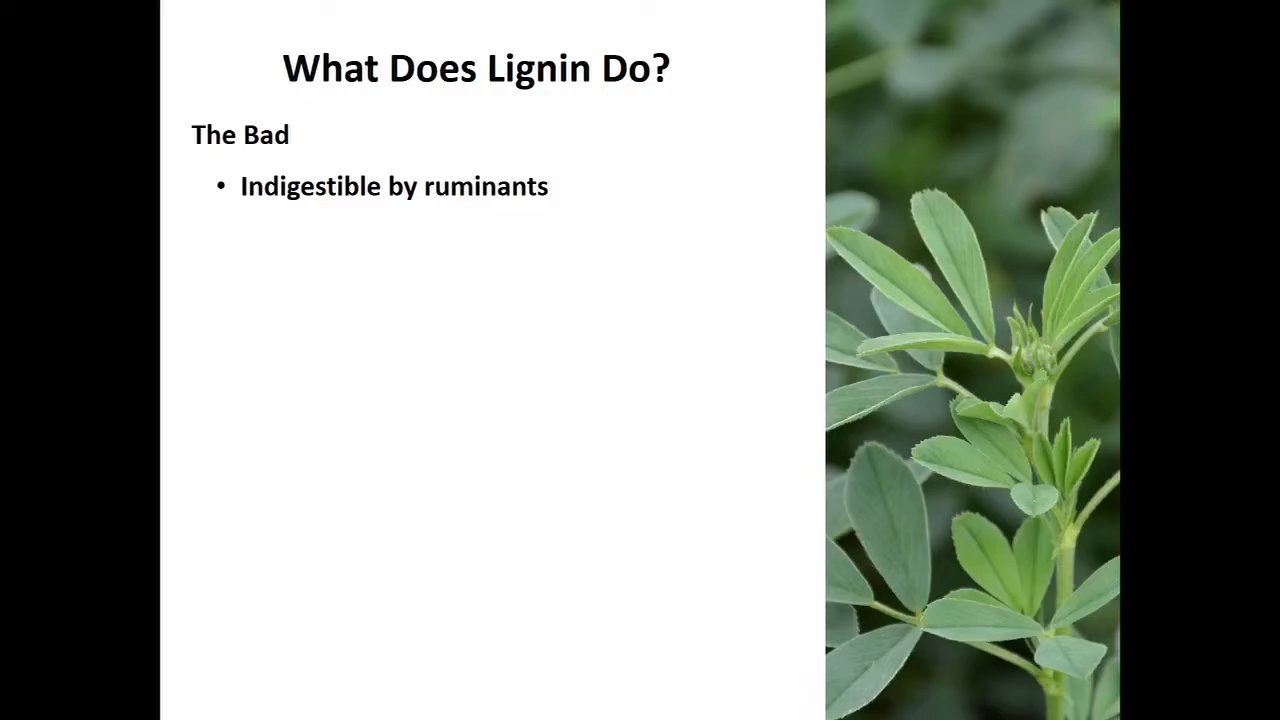 What Does Lignin Do?
The Bad
• Indigestible by ruminants